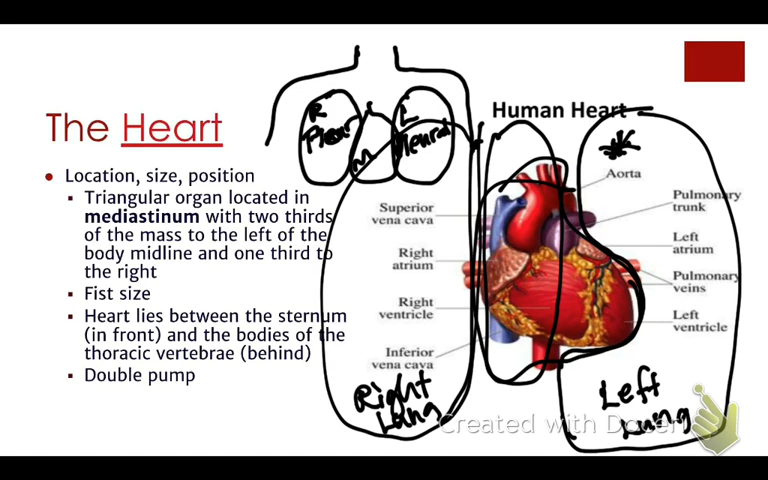 The Heart
Location, size, position
Triangular organ located in
mediastinum with two thirds
of the mass to the left of the
body midline and one third to
the right
Fist size
Heart lies between the sternum
(in front) and the bodies of the
thoracic vertebrae (behind)
Double pump
R
L
M
Human Heart
Aorta
Superior
vena cava
Right
atrium
Right
ventricle
Inferior
vena cava
Pulmonary
trunk
Left
atrium
Pulmonary
veins
Left
ventricle
Right
Lung
Left
Lung
Created with